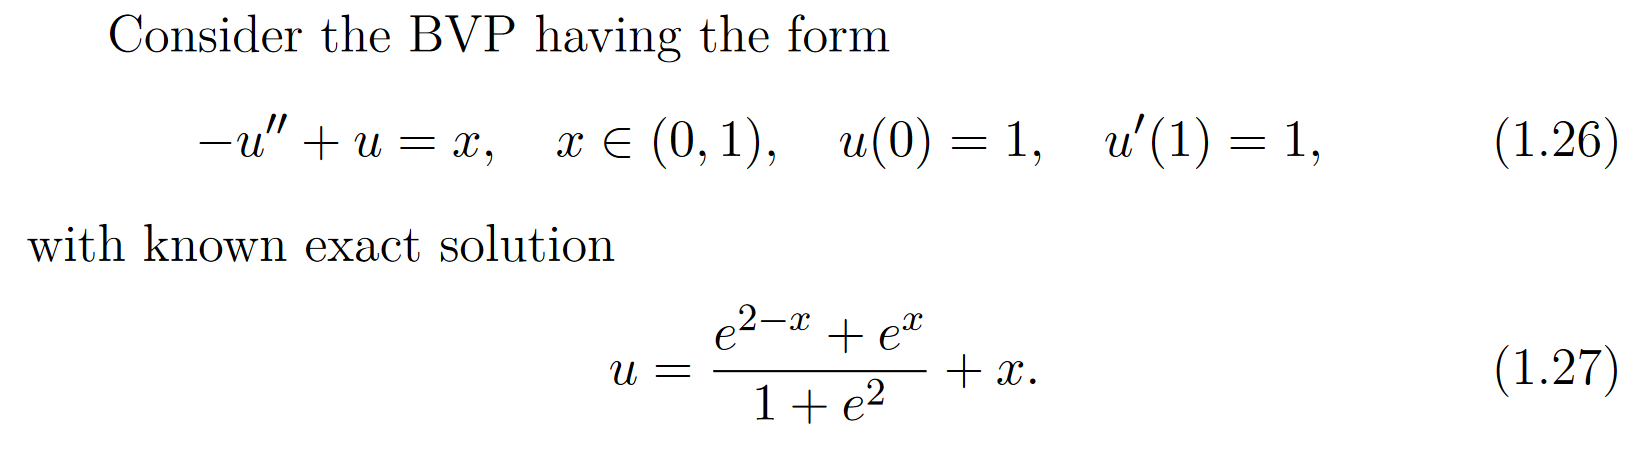 Consider the BVP having the form
−u″ + u = x, x ∈ (0, 1), u(0) = 1, u′(1) = 1, (1.26)
with known exact solution
u = \frac{e^{2−x} + e^x}{1 + e^2} + x. (1.27)